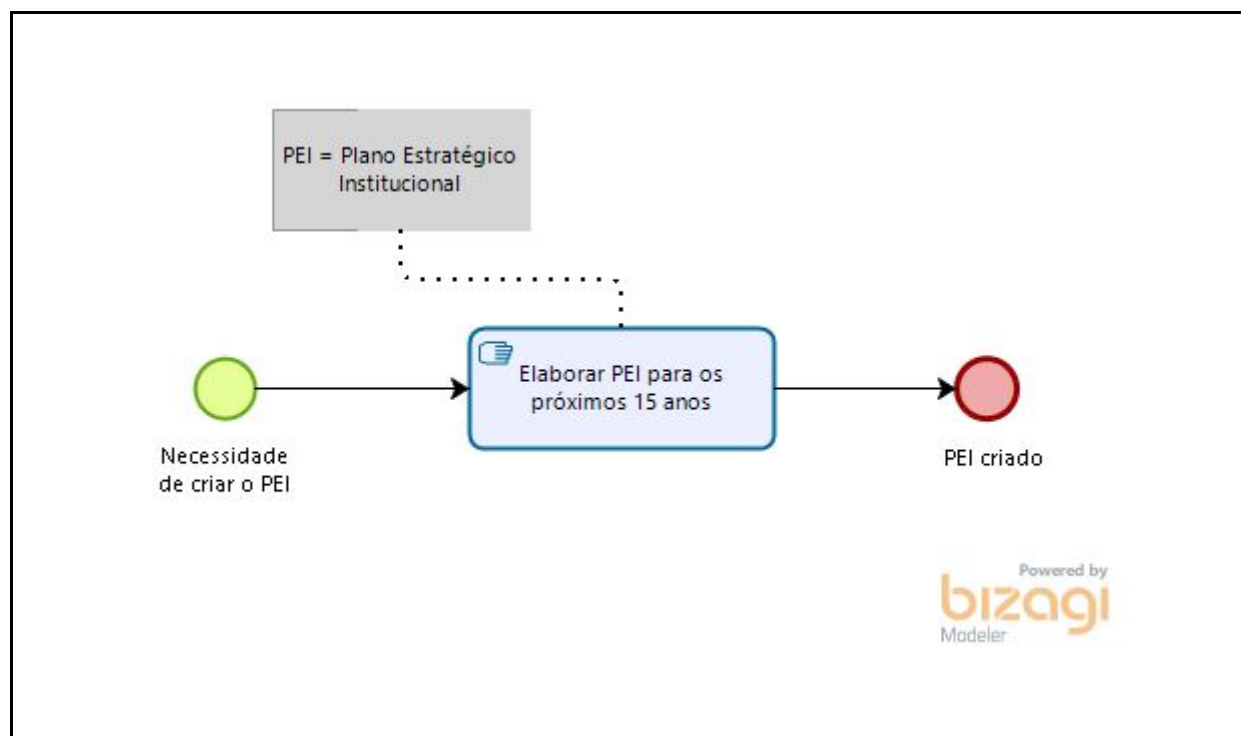 PEI = Plano Estratégico
Institucional
Elaborar PEI para os
próximos 15 anos
Necessidade
de criar o PEI
PEI criado
Powered by
bizagi
Modeler